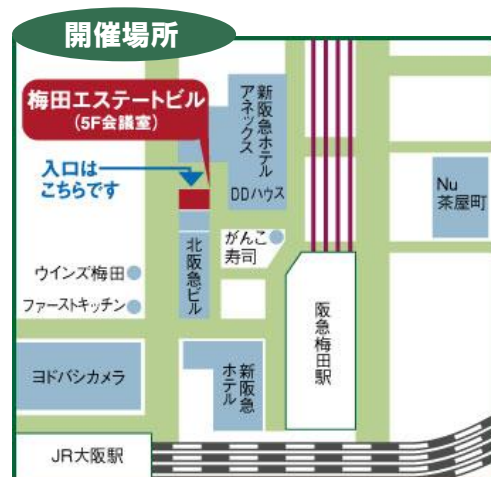 開催場所
梅田エステートビル
(5F会議室)
入口は
こちらです
新阪急ホテル
アネックス
DDハウス
Nu
茶屋町
がんこ
寿司
北阪急ビル
ウインズ梅田
ファーストキッチン
阪急梅田駅
ヨドバシカメラ
新阪急
ホテル
JR大阪駅